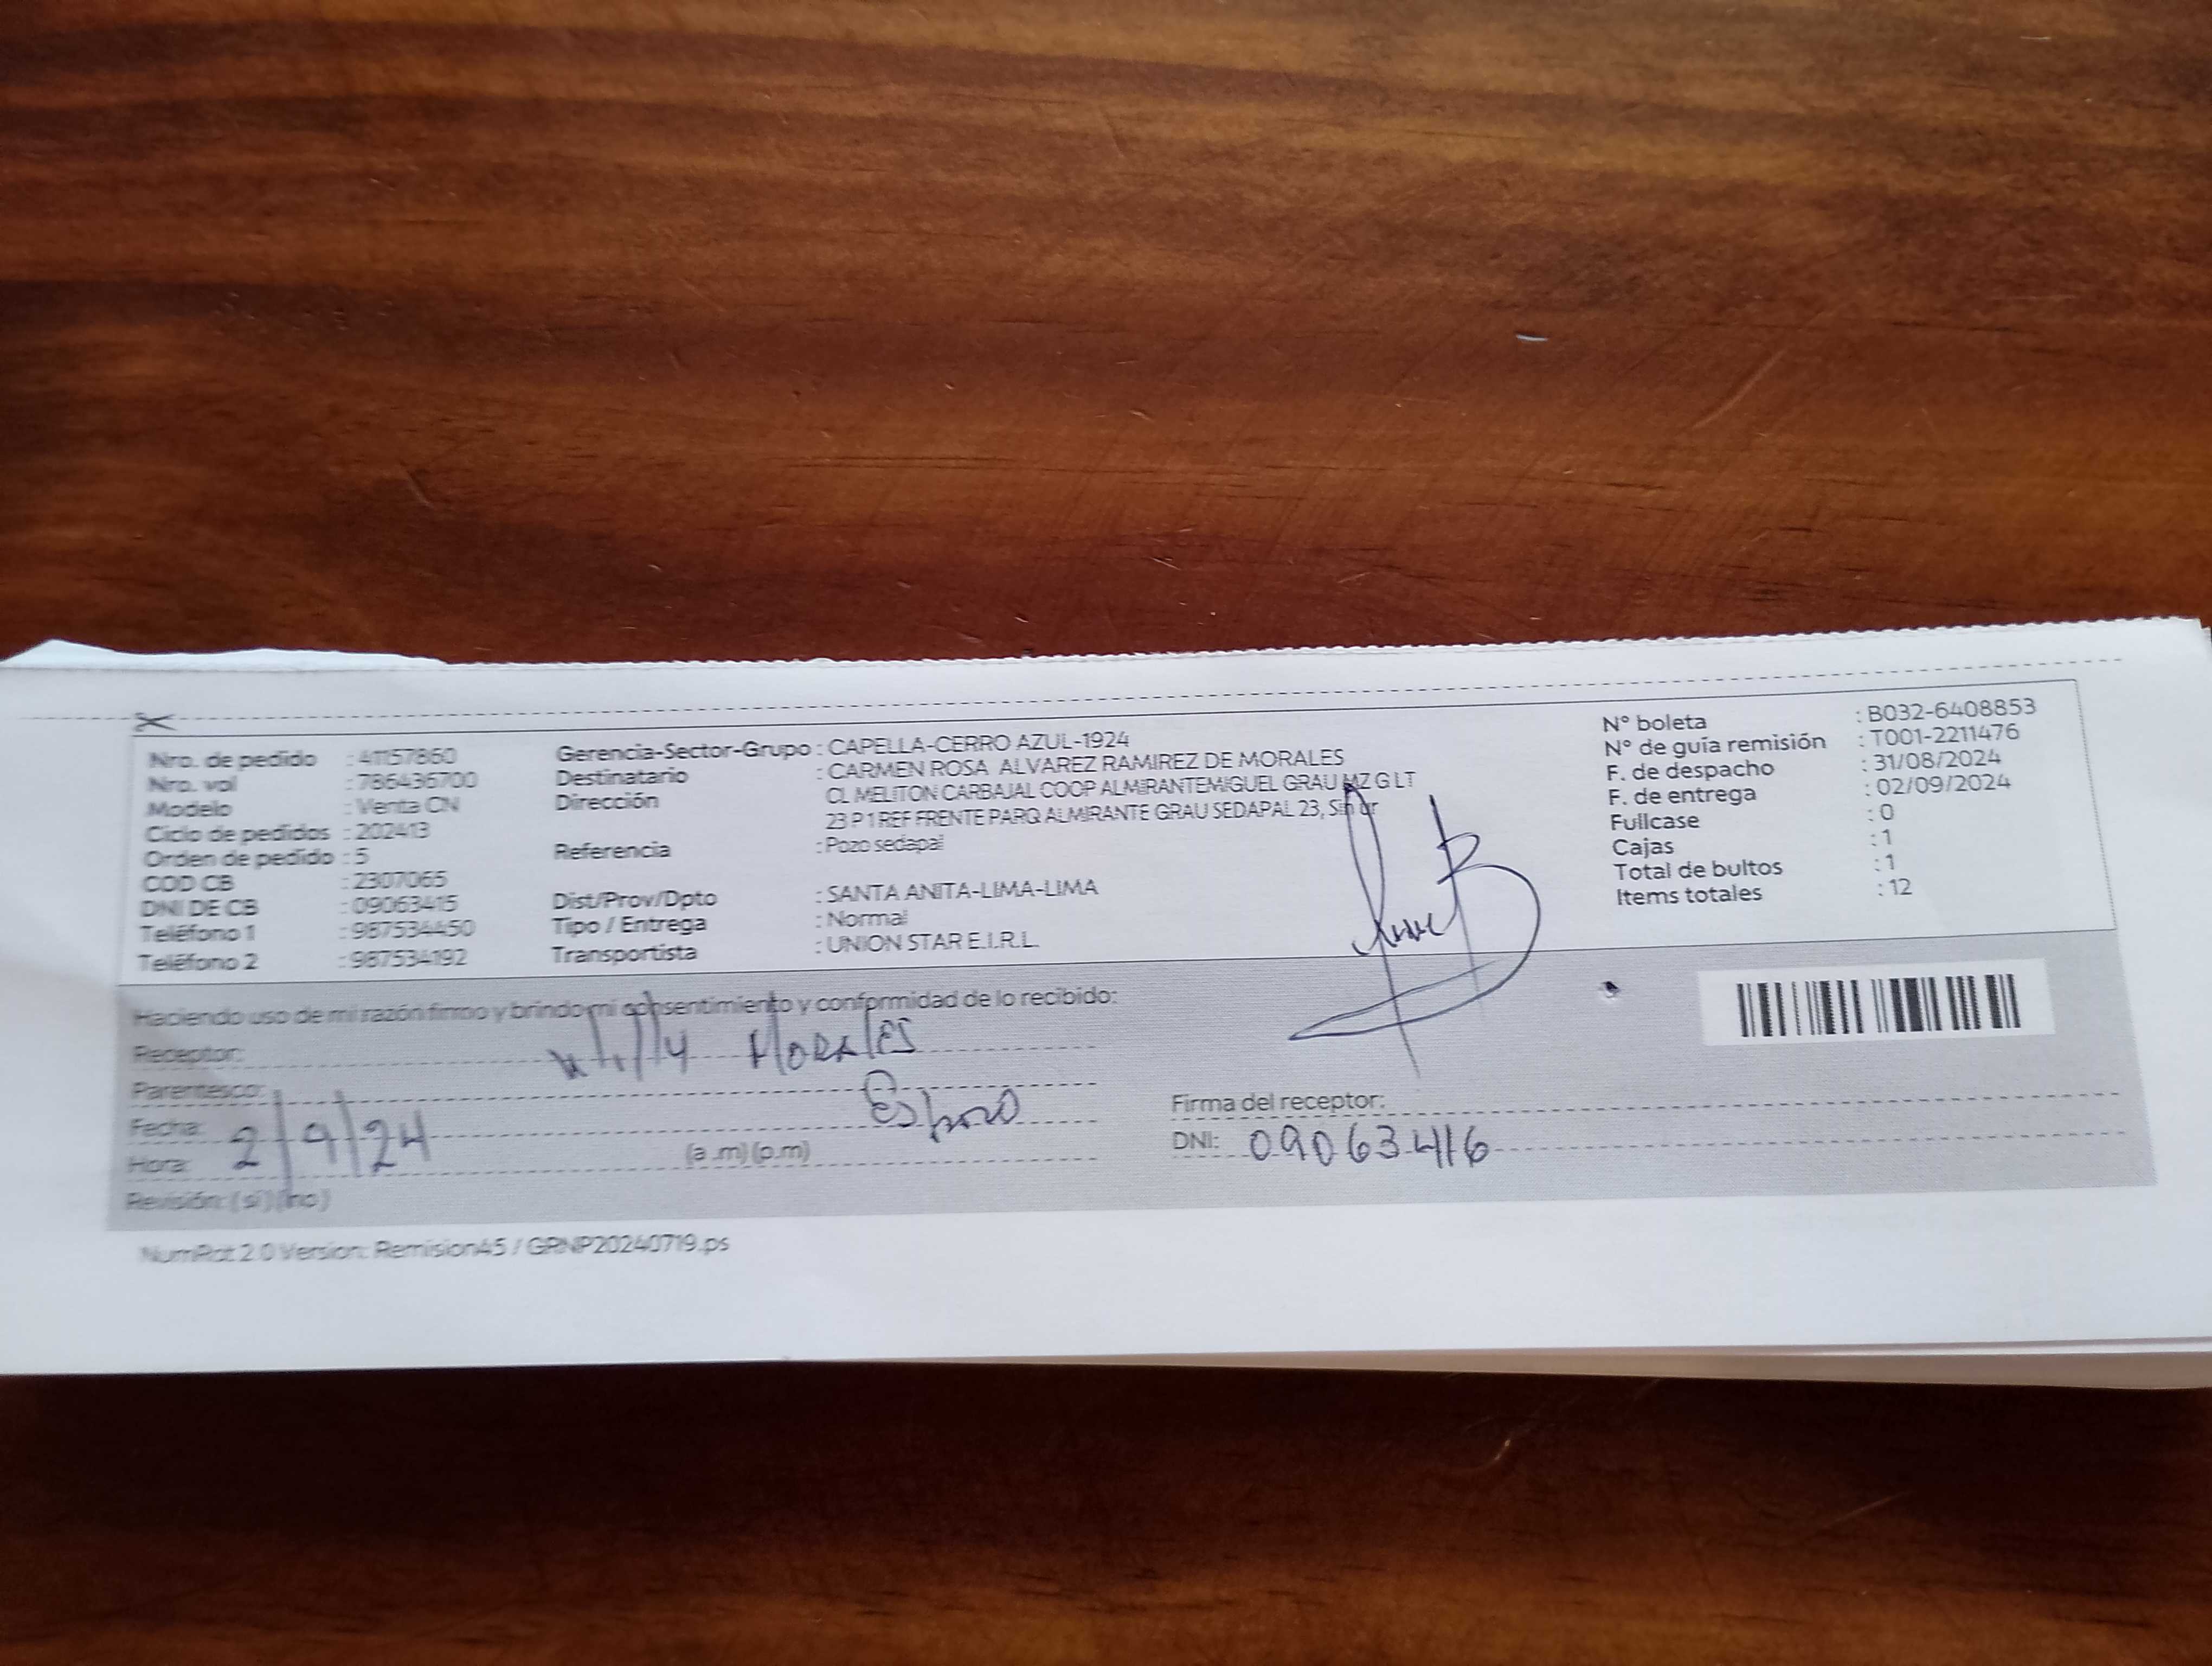 Nro. de pedido : 41157860
Nro. vol : 786436700
Modelo : Venta CN
Ciclo de pedidos : 202413
Orden de pedido : 5
COD CB : 2307065
DNI DE CB : 09063415
Teléfono 1 : 987534450
Teléfono 2 : 987534192
Gerencia-Sector-Grupo : CAPELLA-CERRO AZUL-1924
Destinatario : CARMEN ROSA ALVAREZ RAMIREZ DE MORALES
Dirección CL MELITON CARBAJAL COOP ALMIRANTEMIGUEL GRAU MZ G LT
23 P 1 REF FRENTE PARQ ALMIRANTE GRAU SEDAPAL 23, Sin ur
Referencia : Pozo sedapal
Dist/Prov/Dpto : SANTA ANITA-LIMA-LIMA
Tipo / Entrega : Normal
Transportista : UNION STAR E.I.R.L.
N° boleta : B032-6408853
N° de guía remisión : T001-2211476
F. de despacho : 31/08/2024
F. de entrega : 02/09/2024
Fullcase : 0
Cajas : 1
Total de bultos : 1
Items totales : 12
Haciendo uso de mi razón firmo y brindo mi consentimiento y conformidad de lo recibido:
Receptor: Willy Morales
Parentesco: Esposo
Fecha: 2/9/24
Hora: (a.m) (p.m)
Revisión: (si) (no)
Firma del receptor:
DNI: 09063416
NumRot 2.0 Version: Remision45 / GRNP20240719.ps